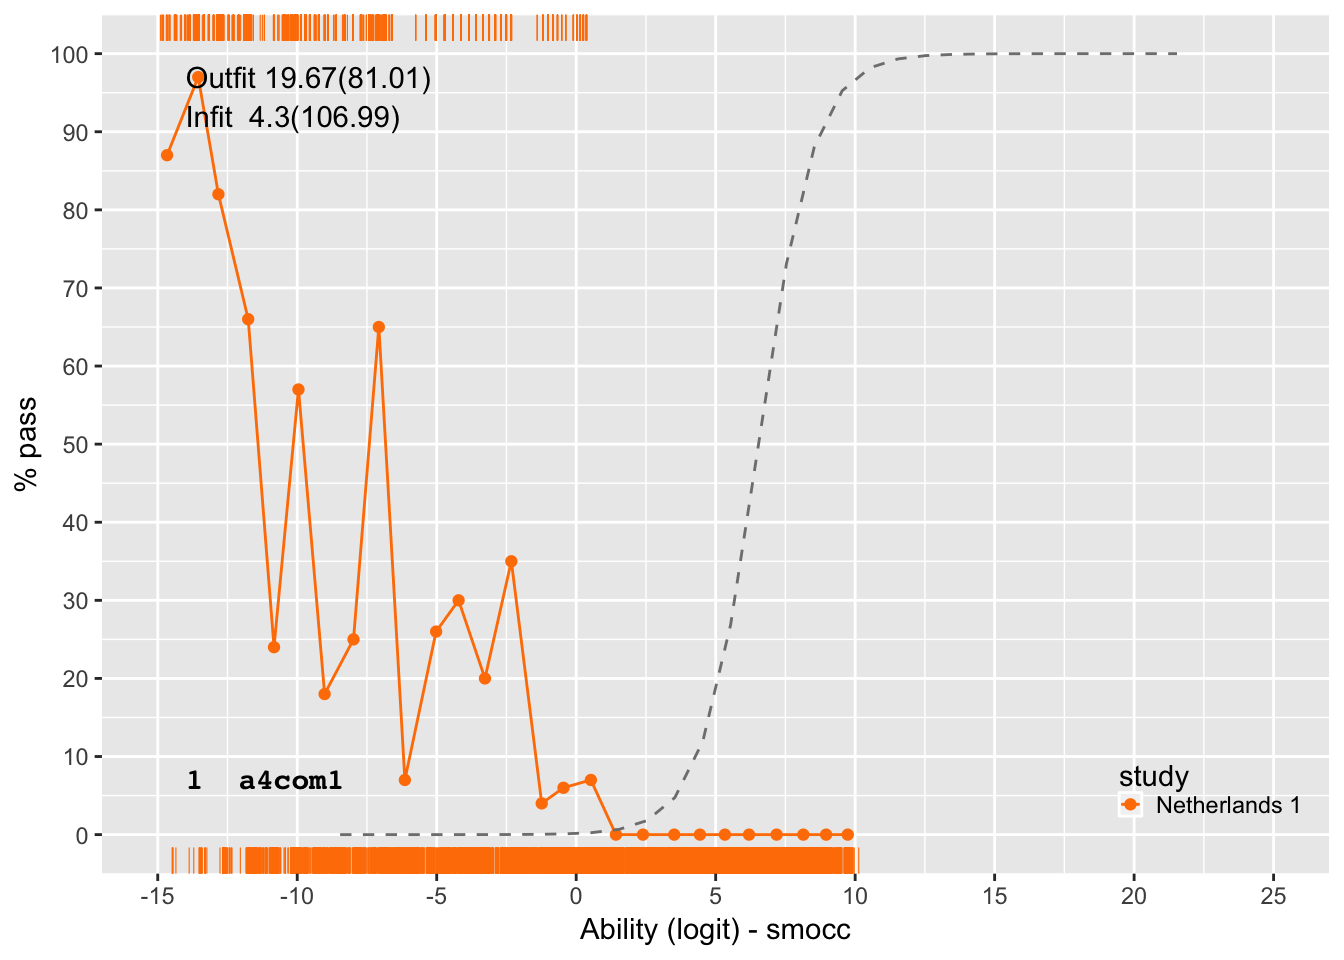 100
Outfit 19.67(81.01)
Infit 4.3(106.99)
90
80
70
60
50
40
30
20
10
0
% pass
1 a4com1
study
Netherlands 1
-15 -10 -5 0 5 10 15 20 25
Ability (logit) - smocc